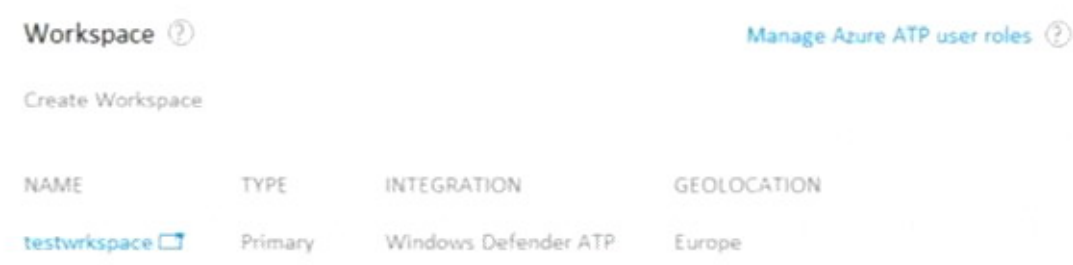 Workspace ? Manage Azure ATP user roles ?
Create Workspace
NAME TYPE INTEGRATION GEOLOCATION
testwrkspace Primary Windows Defender ATP Europe